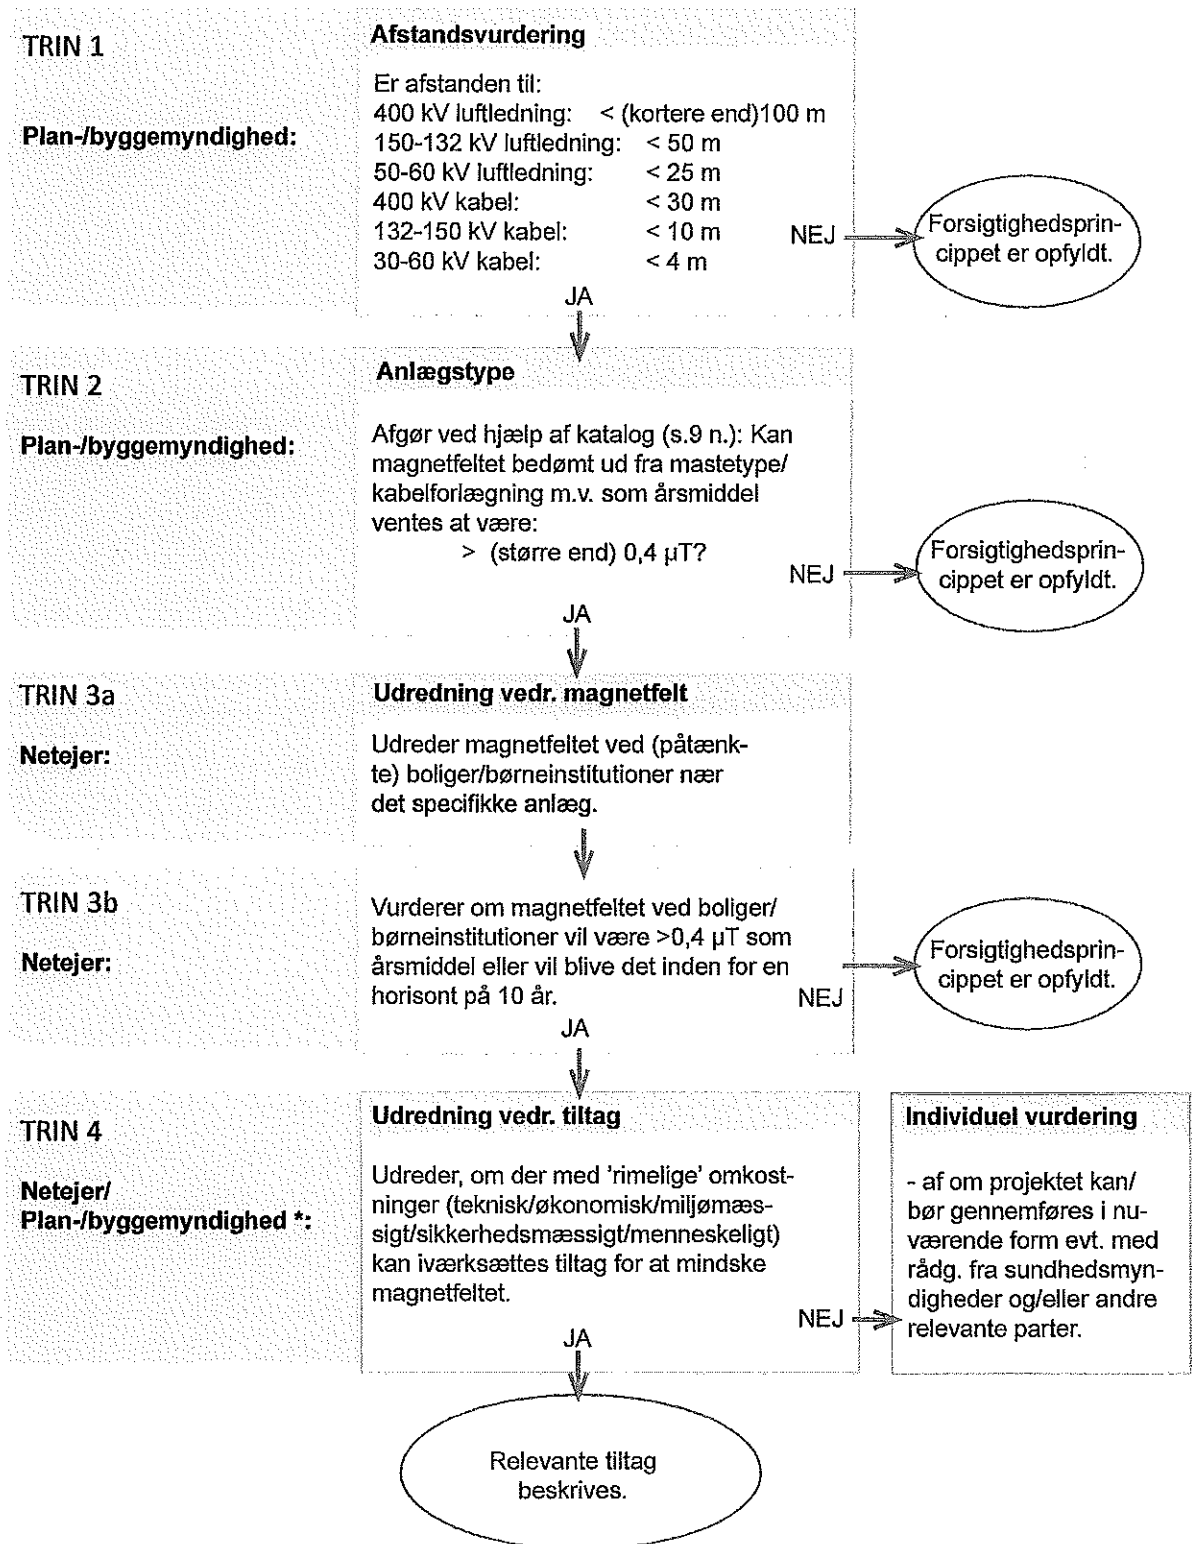 TRIN 1
Plan-/byggemyndighed:
Afstandsvurdering
Er afstanden til:
400 kV luftledning: < (kortere end)100 m
150-132 kV luftledning: < 50 m
50-60 kV luftledning: < 25 m
400 kV kabel: < 30 m
132-150 kV kabel: < 10 m
30-60 kV kabel: < 4 m
NEJ
Forsigtighedsprin-
cippet er opfyldt.
JA
TRIN 2
Plan-/byggemyndighed:
Anlægstype
Afgør ved hjælp af katalog (s.9 n.): Kan
magnetfeltet bedømt ud fra mastetype/
kabelforlægning m.v. som årsmiddel
ventes at være:
> (større end) 0,4 µT?
NEJ
Forsigtighedsprin-
cippet er opfyldt.
JA
TRIN 3a
Netejer:
Udredning vedr. magnetfelt
Udreder magnetfeltet ved (påtænk-
te) boliger/børneinstitutioner nær
det specifikke anlæg.
TRIN 3b
Netejer:
Vurderer om magnetfeltet ved boliger/
børneinstitutioner vil være >0,4 µT som
årsmiddel eller vil blive det inden for en
horisont på 10 år.
NEJ
Forsigtighedsprin-
cippet er opfyldt.
JA
TRIN 4
Netejer/
Plan-/byggemyndighed *:
Udredning vedr. tiltag
Udreder, om der med 'rimelige' omkost-
ninger (teknisk/økonomisk/miljømæs-
sigt/sikkerhedsmæssigt/menneskeligt)
kan iværksættes tiltag for at mindske
magnetfeltet.
NEJ
JA
Individuel vurdering
- af om projektet kan/
bør gennemføres i nu-
værende form evt. med
rådg. fra sundhedsmyn-
digheder og/eller andre
relevante parter.
Relevante tiltag
beskrives.